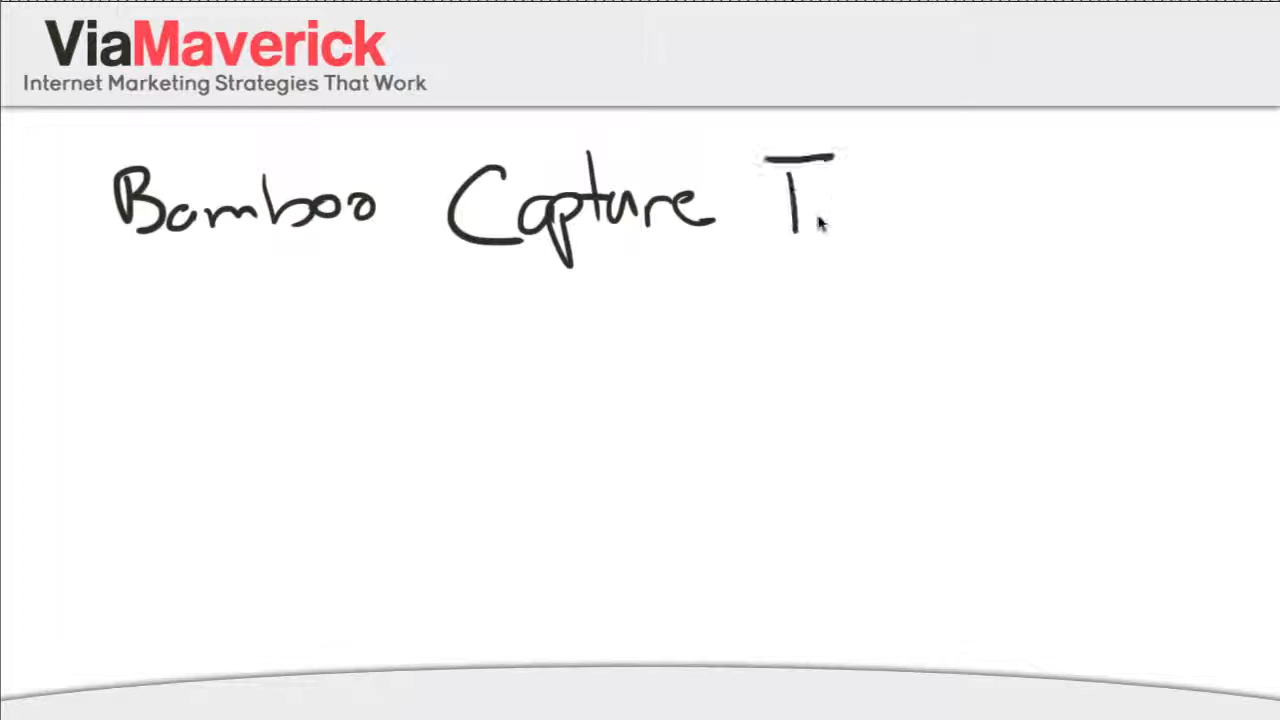 ViaMaverick
Internet Marketing Strategies That Work
Bamboo Capture T